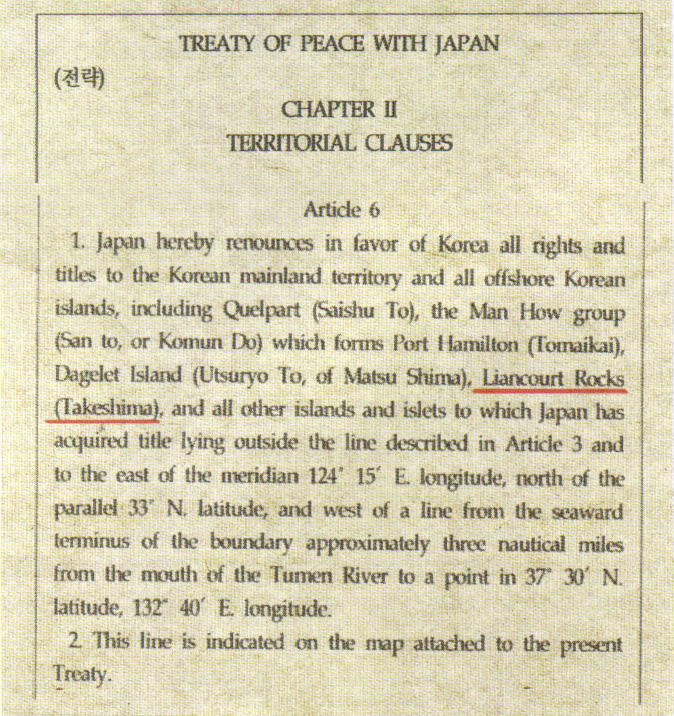 TREATY OF PEACE WITH JAPAN
(전략)
CHAPTER II
TERRITORIAL CLAUSES
Article 6
1. Japan hereby renounces in favor of Korea all rights and
titles to the Korean mainland territory and all offshore Korean
islands, including Quelpart (Saishu To), the Man How group
(San to, or Komun Do) which forms Port Hamilton (Tomaikai),
Dagelet Island (Utsuryo To, of Matsu Shima), Liancourt Rocks
(Takeshima), and all other islands and islets to which Japan has
acquired title lying outside the line described in Article 3 and
to the east of the meridian 124° 15′ E. longitude, north of the
parallel 33° N. latitude, and west of a line from the seaward
terminus of the boundary approximately three nautical miles
from the mouth of the Tumen River to a point in 37° 30′ N.
latitude, 132° 40′ E. longitude.
2. This line is indicated on the map attached to the present
Treaty.